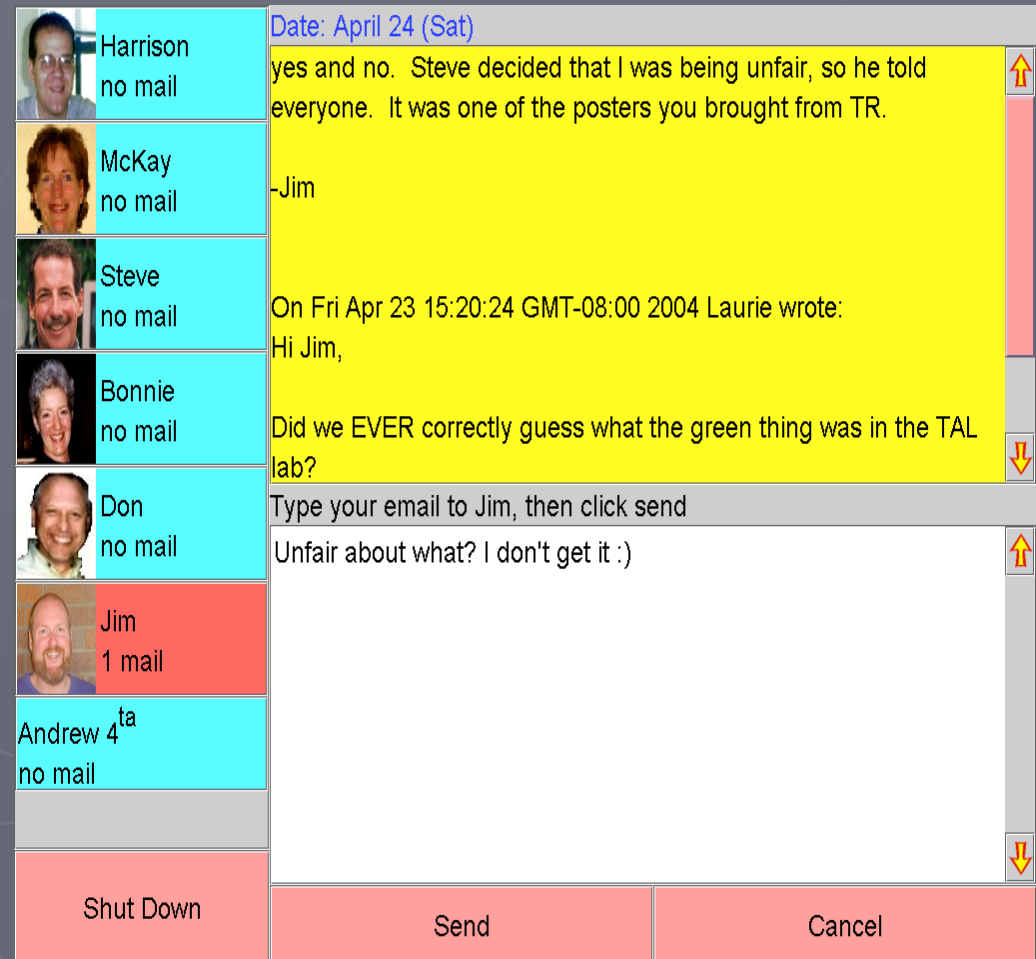 Harrison
no mail
McKay
no mail
Steve
no mail
Bonnie
no mail
Don
no mail
Jim
1 mail
Andrew 4ta
no mail
Shut Down
Date: April 24 (Sat)
yes and no.  Steve decided that I was being unfair, so he told
everyone.  It was one of the posters you brought from TR.
-Jim
On Fri Apr 23 15:20:24 GMT-08:00 2004 Laurie wrote:
Hi Jim,
Did we EVER correctly guess what the green thing was in the TAL
lab?
Type your email to Jim, then click send
Unfair about what? I don't get it :)
Send
Cancel